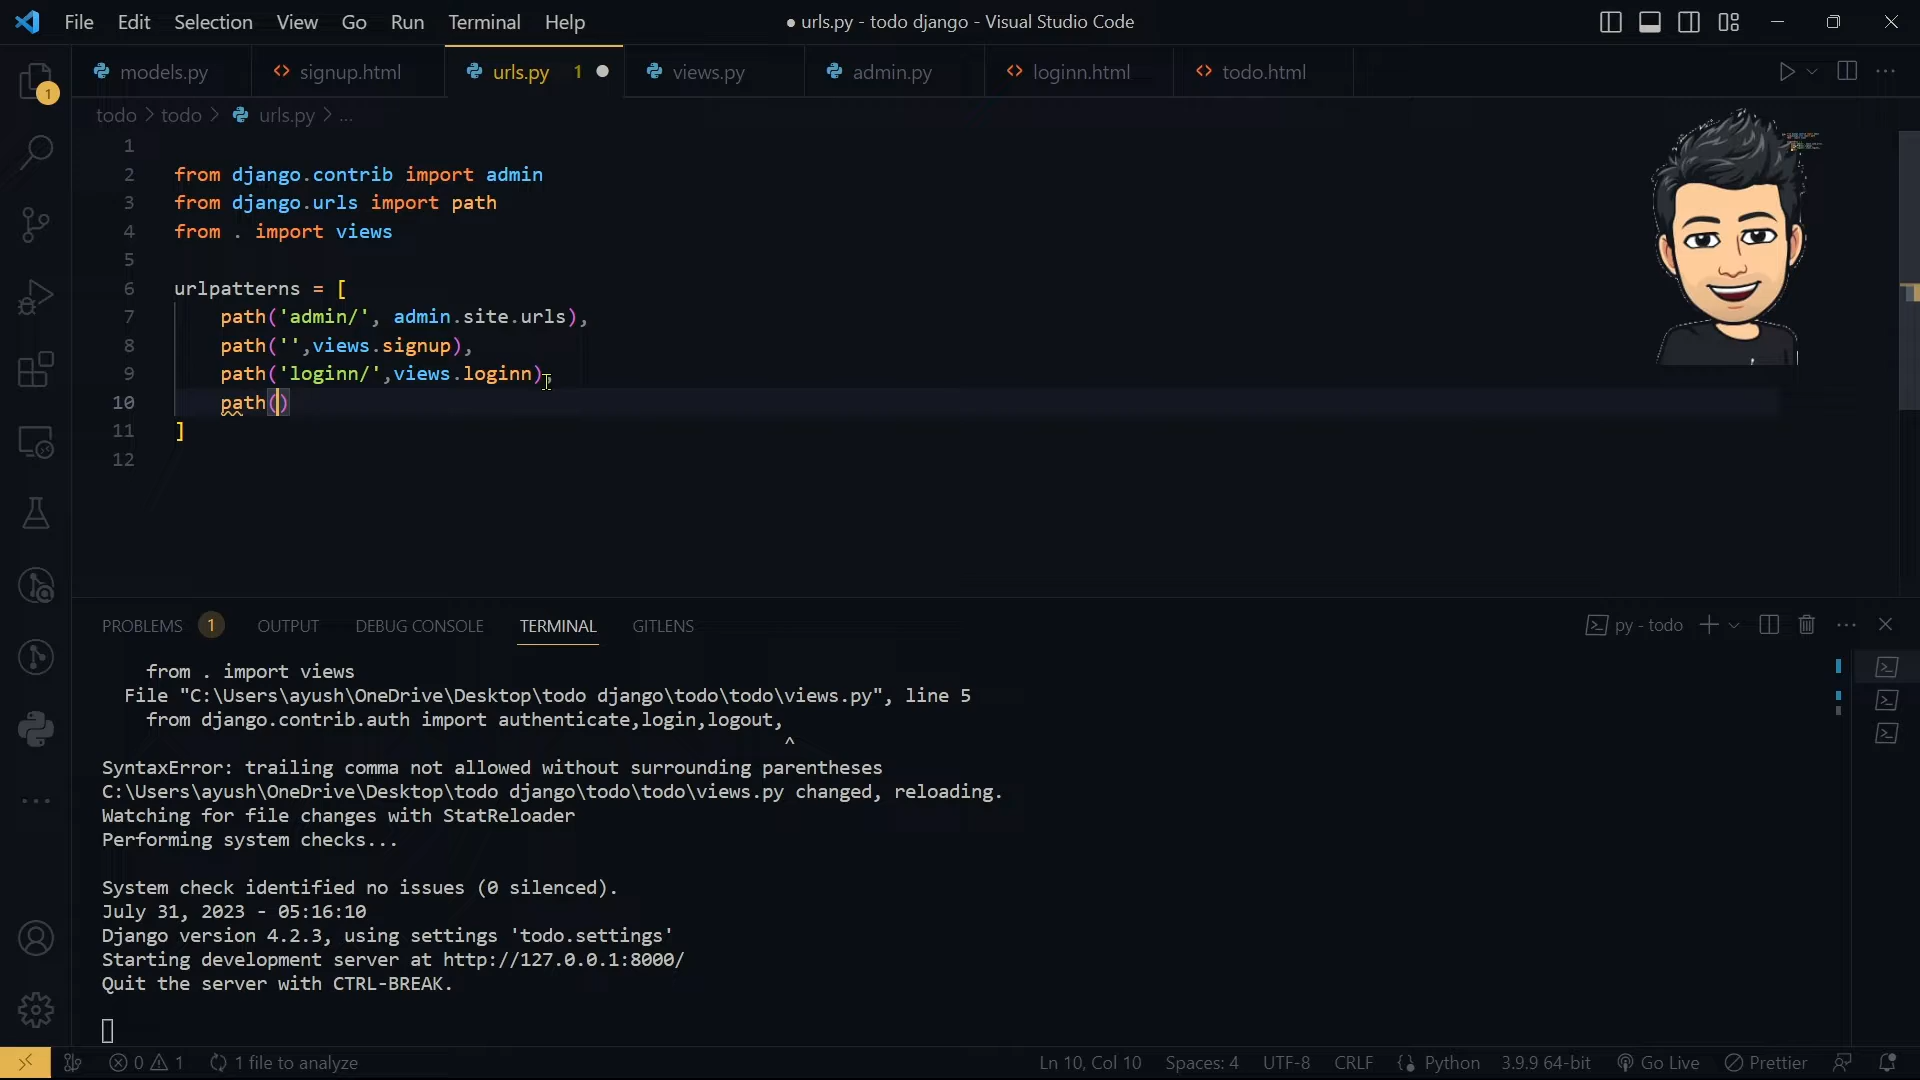 File Edit Selection View Go Run Terminal Help
● urls.py - todo django - Visual Studio Code
models.py signup.html urls.py 1 views.py admin.py loginn.html todo.html
todo > todo > urls.py > ...
1
2 from django.contrib import admin
3 from django.urls import path
4 from . import views
5
6 urlpatterns = [
7 path('admin/', admin.site.urls),
8 path('',views.signup),
9 path('loginn/',views.loginn),
10 path()
11 ]
12
PROBLEMS 1 OUTPUT DEBUG CONSOLE TERMINAL GITLENS
py - todo
from . import views
File "C:\Users\ayush\OneDrive\Desktop\todo django\todo\todo\views.py", line 5
from django.contrib.auth import authenticate,login,logout,
^
SyntaxError: trailing comma not allowed without surrounding parentheses
C:\Users\ayush\OneDrive\Desktop\todo django\todo\todo\views.py changed, reloading.
Watching for file changes with StatReloader
Performing system checks...
System check identified no issues (0 silenced).
July 31, 2023 - 05:16:10
Django version 4.2.3, using settings 'todo.settings'
Starting development server at http://127.0.0.1:8000/
Quit the server with CTRL-BREAK.
0 1 1 file to analyze Ln 10, Col 10 Spaces: 4 UTF-8 CRLF Python 3.9.9 64-bit Go Live Prettier
1